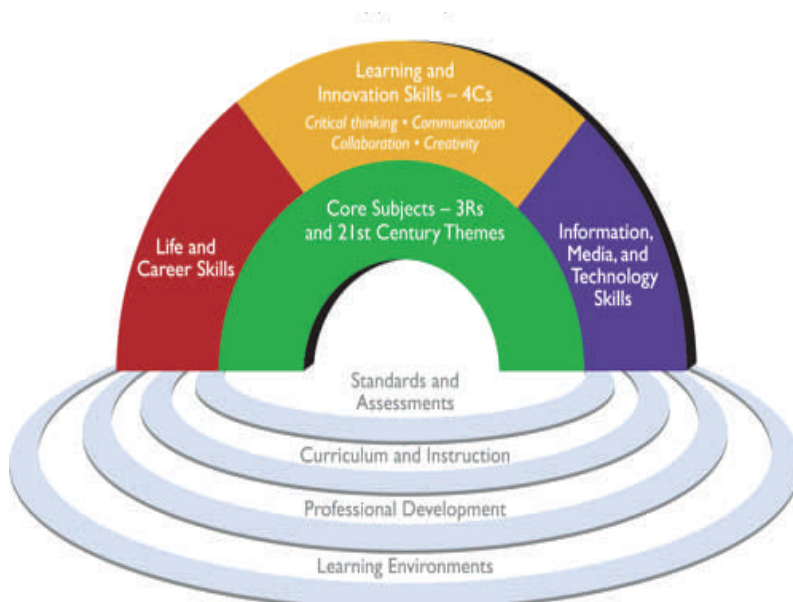 Learning and
Innovation Skills – 4Cs
Critical thinking • Communication
Collaboration • Creativity
Core Subjects – 3Rs
and 21st Century Themes
Life and
Career Skills
Information,
Media, and
Technology
Skills
Standards and
Assessments
Curriculum and Instruction
Professional Development
Learning Environments